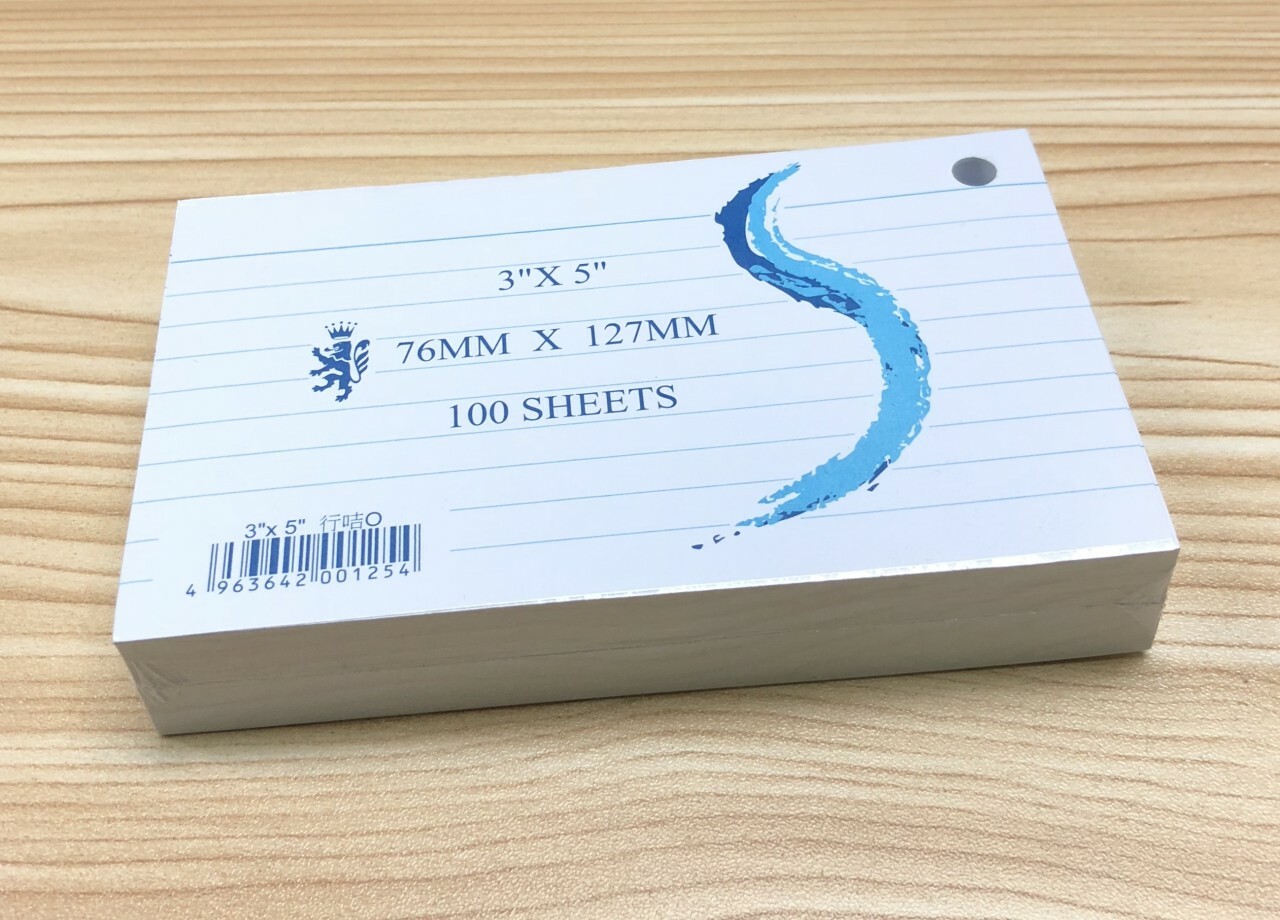 3"X 5"
76MM X 127MM
100 SHEETS
3"x 5" 行咭O
4 963642 001254